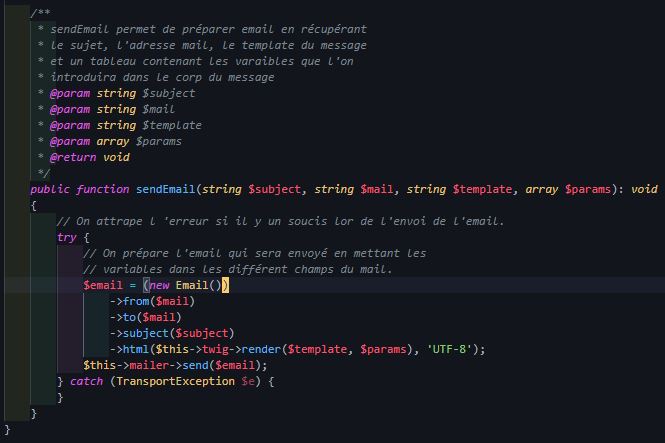 /**
 * sendEmail permet de préparer email en récupérant
 * le sujet, l'adresse mail, le template du message
 * et un tableau contenant les varaibles que l'on
 * introduira dans le corp du message
 * @param string $subject
 * @param string $mail
 * @param string $template
 * @param array $params
 * @return void
 */
public function sendEmail(string $subject, string $mail, string $template, array $params): void
{
    // On attrape l 'erreur si il y un soucis lor de l'envoi de l'email.
    try {
        // On prépare l'email qui sera envoyé en mettant les
        // variables dans les différent champs du mail.
        $email = (new Email())
            ->from($mail)
            ->to($mail)
            ->subject($subject)
            ->html($this->twig->render($template, $params), 'UTF-8');
        $this->mailer->send($email);
    } catch (TransportException $e) {
    }
}
}